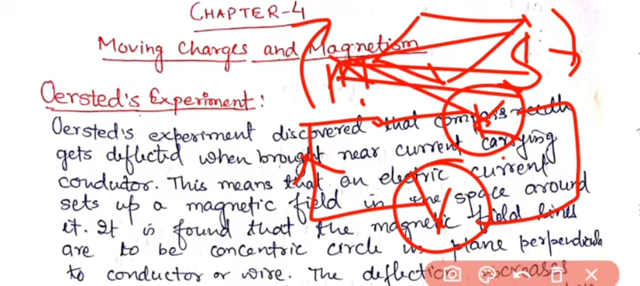 CHAPTER-4
Moving Charges and Magnetism
Oersted's Experiment:
Oersted's experiment discovered that compass needle
gets deflected when brought near current carrying
conductor. This means that an electric current
sets up a magnetic field in the space around
it. It is found that the magnetic field lines
are to be concentric circle in plane perpendicular
to conductor or wire. The deflection increases